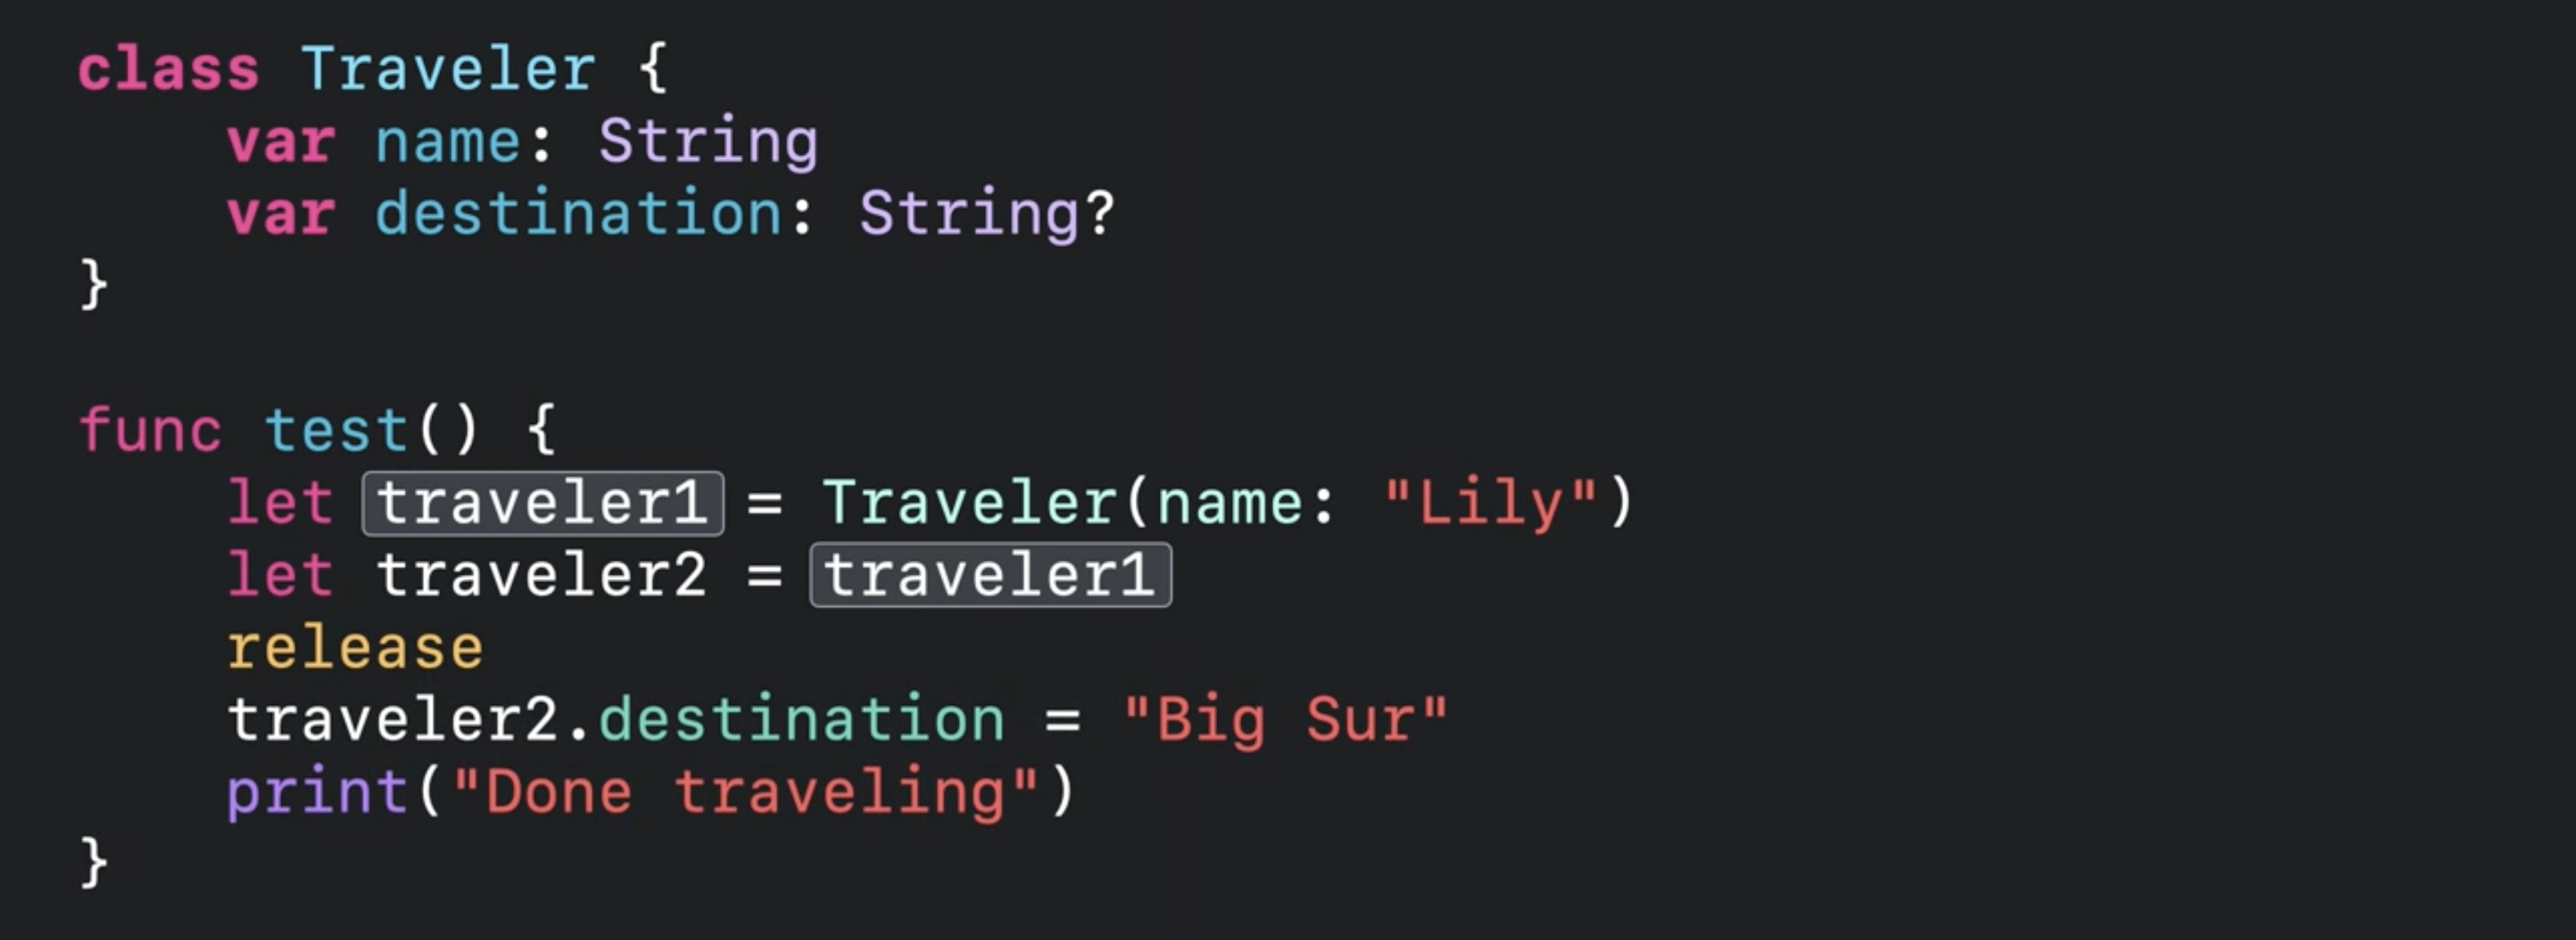 class Traveler {
    var name: String
    var destination: String?
}

func test() {
    let traveler1 = Traveler(name: "Lily")
    let traveler2 = traveler1
    release
    traveler2.destination = "Big Sur"
    print("Done traveling")
}